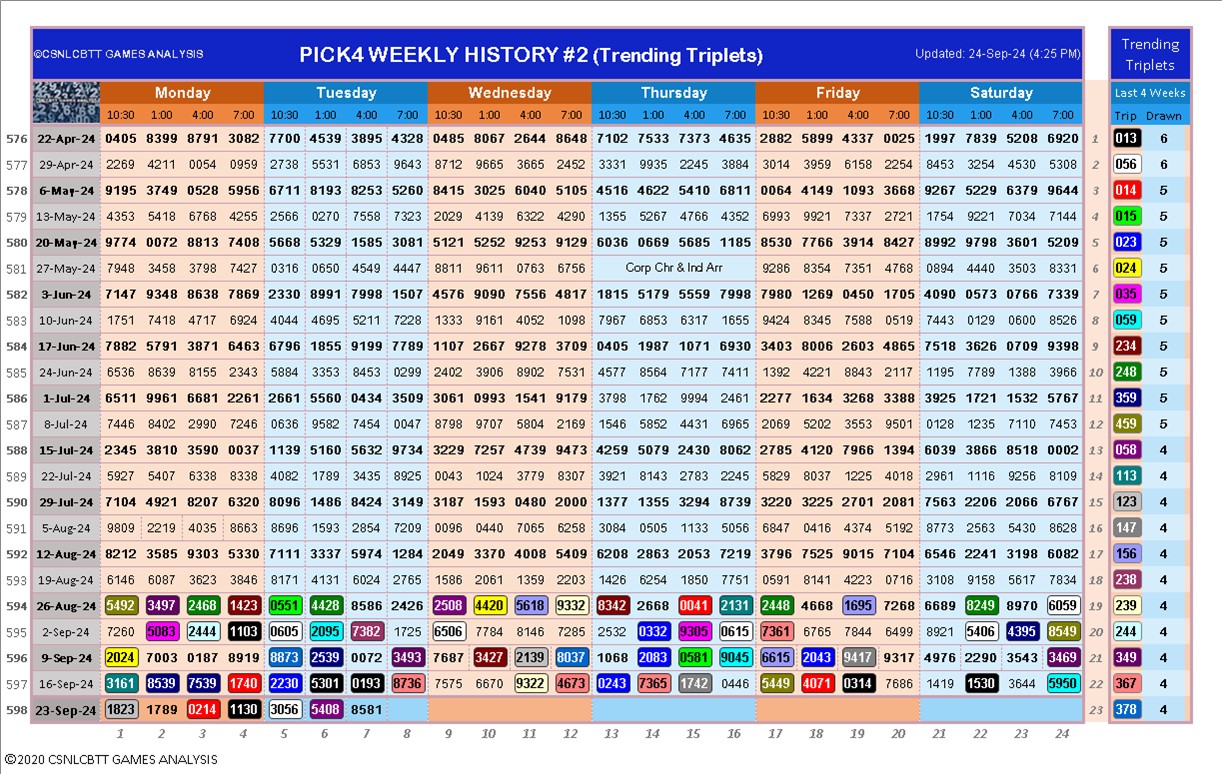 ©CSNLCBTT GAMES ANALYSIS PICK4 WEEKLY HISTORY #2 (Trending Triplets) Updated: 24-Sep-24 (4:25 PM) Trending Triplets
Monday Tuesday Wednesday Thursday Friday Saturday Last 4 Weeks
10:30 1:00 4:00 7:00 10:30 1:00 4:00 7:00 10:30 1:00 4:00 7:00 10:30 1:00 4:00 7:00 10:30 1:00 4:00 7:00 10:30 1:00 4:00 7:00 Trip Drawn
576 22-Apr-24 0405 8399 8791 3082 7700 4539 3895 4328 0485 8067 2644 8648 7102 7533 7373 4635 2882 5899 4337 0025 1997 7839 5208 6920 1 013 6
577 29-Apr-24 2269 4211 0054 0959 2738 5531 6853 9643 8712 9665 3665 2452 3331 9935 2245 3884 3014 3959 6158 2254 8453 3254 4530 5308 2 056 6
578 6-May-24 9195 3749 0528 5956 6711 8193 8253 5260 8415 3025 6040 5105 4516 4622 5410 6811 0064 4149 1093 3668 9267 5229 6379 9644 3 014 5
579 13-May-24 4353 5418 6768 4255 2566 0270 7558 7323 2029 4139 6322 4290 1355 5267 4766 4352 6993 9921 7337 2721 1754 9221 7034 7144 4 015 5
580 20-May-24 9774 0072 8813 7408 5668 5329 1585 3081 5121 5252 9253 9129 6036 0669 5685 1185 8530 7766 3914 8427 8992 9798 3601 5209 5 023 5
581 27-May-24 7948 3458 3798 7427 0316 0650 4549 4447 8811 9611 0763 6756 Corp Chr & Ind Arr 9286 8354 7351 4768 0894 4440 3503 8331 6 024 5
582 3-Jun-24 7147 9348 8638 7869 2330 8991 7998 1507 4576 9090 7556 4817 1815 5179 5559 7998 7980 1269 0450 1705 4090 0573 0766 7339 7 035 5
583 10-Jun-24 1751 7418 4717 6924 4044 4695 5211 7228 1333 9161 4052 1098 7967 6853 6317 1655 9424 8345 7588 0519 7443 0129 0600 8526 8 059 5
584 17-Jun-24 7882 5791 3871 6463 6796 1855 9199 7789 1107 2667 9278 3709 0405 1987 1071 6930 3403 8006 2603 4865 7518 3626 0709 9398 9 234 5
585 24-Jun-24 6536 8639 8155 2343 5884 3353 8453 0299 2402 3906 8902 7531 4577 8564 7177 7411 1392 4221 8843 2117 1195 7789 1388 3966 10 248 5
586 1-Jul-24 6511 9961 6681 2261 2661 5560 0434 3509 3061 0993 1541 9179 3798 1762 9994 2461 2277 1634 3268 3388 3925 1721 1532 5767 11 359 5
587 8-Jul-24 7446 8402 2990 7246 0636 9582 7454 0047 8798 9707 5804 2169 1546 5852 4431 6965 2069 5202 3553 9501 0128 1235 7110 7453 12 459 5
588 15-Jul-24 2345 3810 3590 0037 1139 5160 5632 9734 3229 7257 4739 9473 4259 5079 2430 8062 2785 4120 7966 1394 6039 3866 8518 0002 13 058 4
589 22-Jul-24 5927 5407 6338 8338 4082 1789 3435 8925 0043 1024 3779 8307 3921 8143 2783 2245 5829 8037 1225 4018 2961 1116 9256 8109 14 113 4
590 29-Jul-24 7104 4921 8207 6320 8096 1486 8424 3149 3187 1593 0480 2000 1377 1355 3294 8739 3220 3225 2701 2081 7563 2206 2066 6767 15 123 4
591 5-Aug-24 9809 2219 4035 8663 8696 1593 2854 7209 0096 0440 7065 6258 3084 0505 1133 5056 6847 0416 4374 5192 8773 2563 5430 8628 16 147 4
592 12-Aug-24 8212 3585 9303 5330 7111 3337 5974 1284 2049 3370 4008 5409 6208 2863 2053 7219 3796 7525 9015 7104 6546 2241 3198 6082 17 156 4
593 19-Aug-24 6146 6087 3623 3846 8171 4131 6024 2765 1586 2061 1359 2203 1426 6254 1850 7751 0591 8141 4223 0716 3108 9158 5617 7834 18 238 4
594 26-Aug-24 5492 3497 2468 1423 0551 4428 8586 2426 2508 4420 5618 9332 8342 2668 0041 2131 2448 4668 1695 7268 6689 8249 8970 6059 19 239 4
595 2-Sep-24 7260 5083 2444 1103 0605 2095 7382 1725 6506 7784 8146 7285 2532 0332 9305 0615 7361 6765 7844 6499 8921 5406 4395 8549 20 244 4
596 9-Sep-24 2024 7003 0187 8919 8873 2539 0072 3493 7687 3427 2139 8037 1068 2083 0581 9045 6615 2043 9417 9317 4976 2290 3543 3469 21 349 4
597 16-Sep-24 3161 8539 7539 1740 2230 5301 0193 8736 7575 6670 9322 4673 0243 7365 1742 0446 5449 4071 0314 7686 1419 1530 3644 5950 22 367 4
598 23-Sep-24 1823 1789 0214 1130 3056 5408 8581 23 378 4
1 2 3 4 5 6 7 8 9 10 11 12 13 14 15 16 17 18 19 20 21 22 23 24
©2020 CSNLCBTT GAMES ANALYSIS